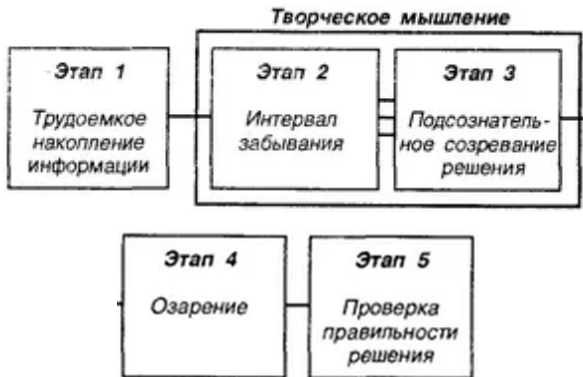 Творческое мышление
Этап 1
Трудоемкое
накопление
информации
Этап 2
Интервал
забывания
Этап 3
Подсознатель-
ное созревание
решения
Этап 4
Озарение
Этап 5
Проверка
правильности
решения